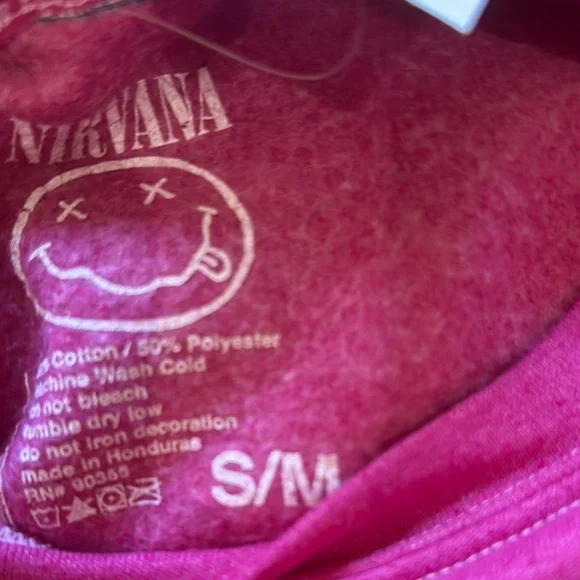 NIRVANA
Cotton / 50% Polyester
Machine Wash Cold
do not bleach
tumble dry low
do not iron decoration
made in Honduras
RN# 90355
S/M